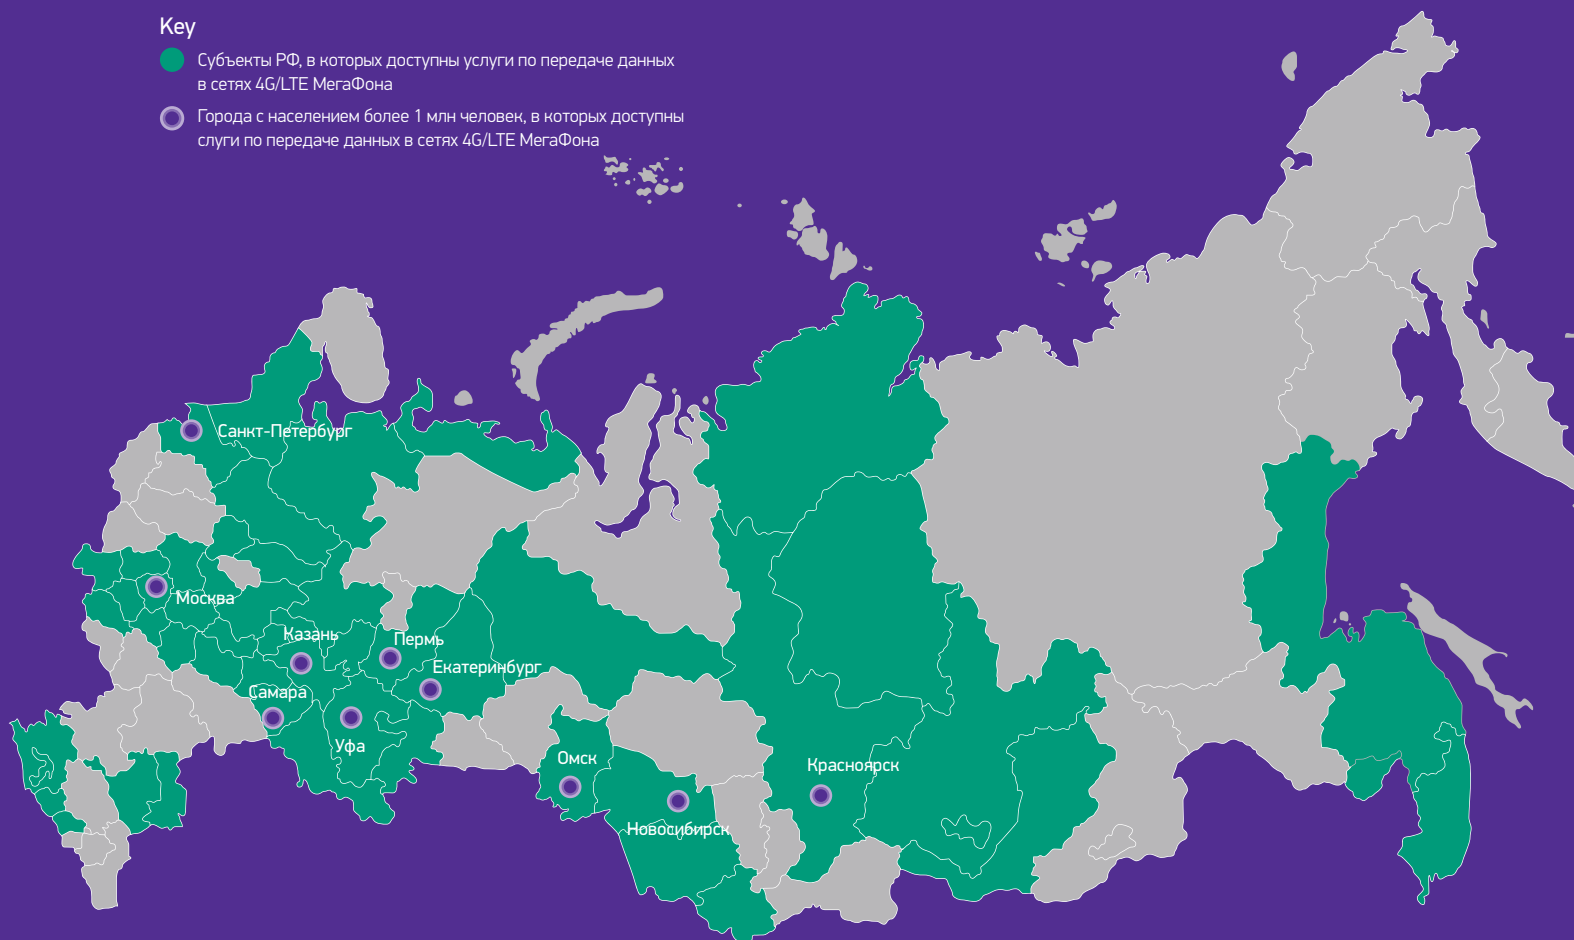 Key
Субъекты РФ, в которых доступны услуги по передаче данных
в сетях 4G/LTE МегаФона
Города с населением более 1 млн человек, в которых доступны
слуги по передаче данных в сетях 4G/LTE МегаФона
Санкт-Петербург
Москва
Казань
Пермь
Екатеринбург
Самара
Уфа
Омск
Красноярск
Новосибирск